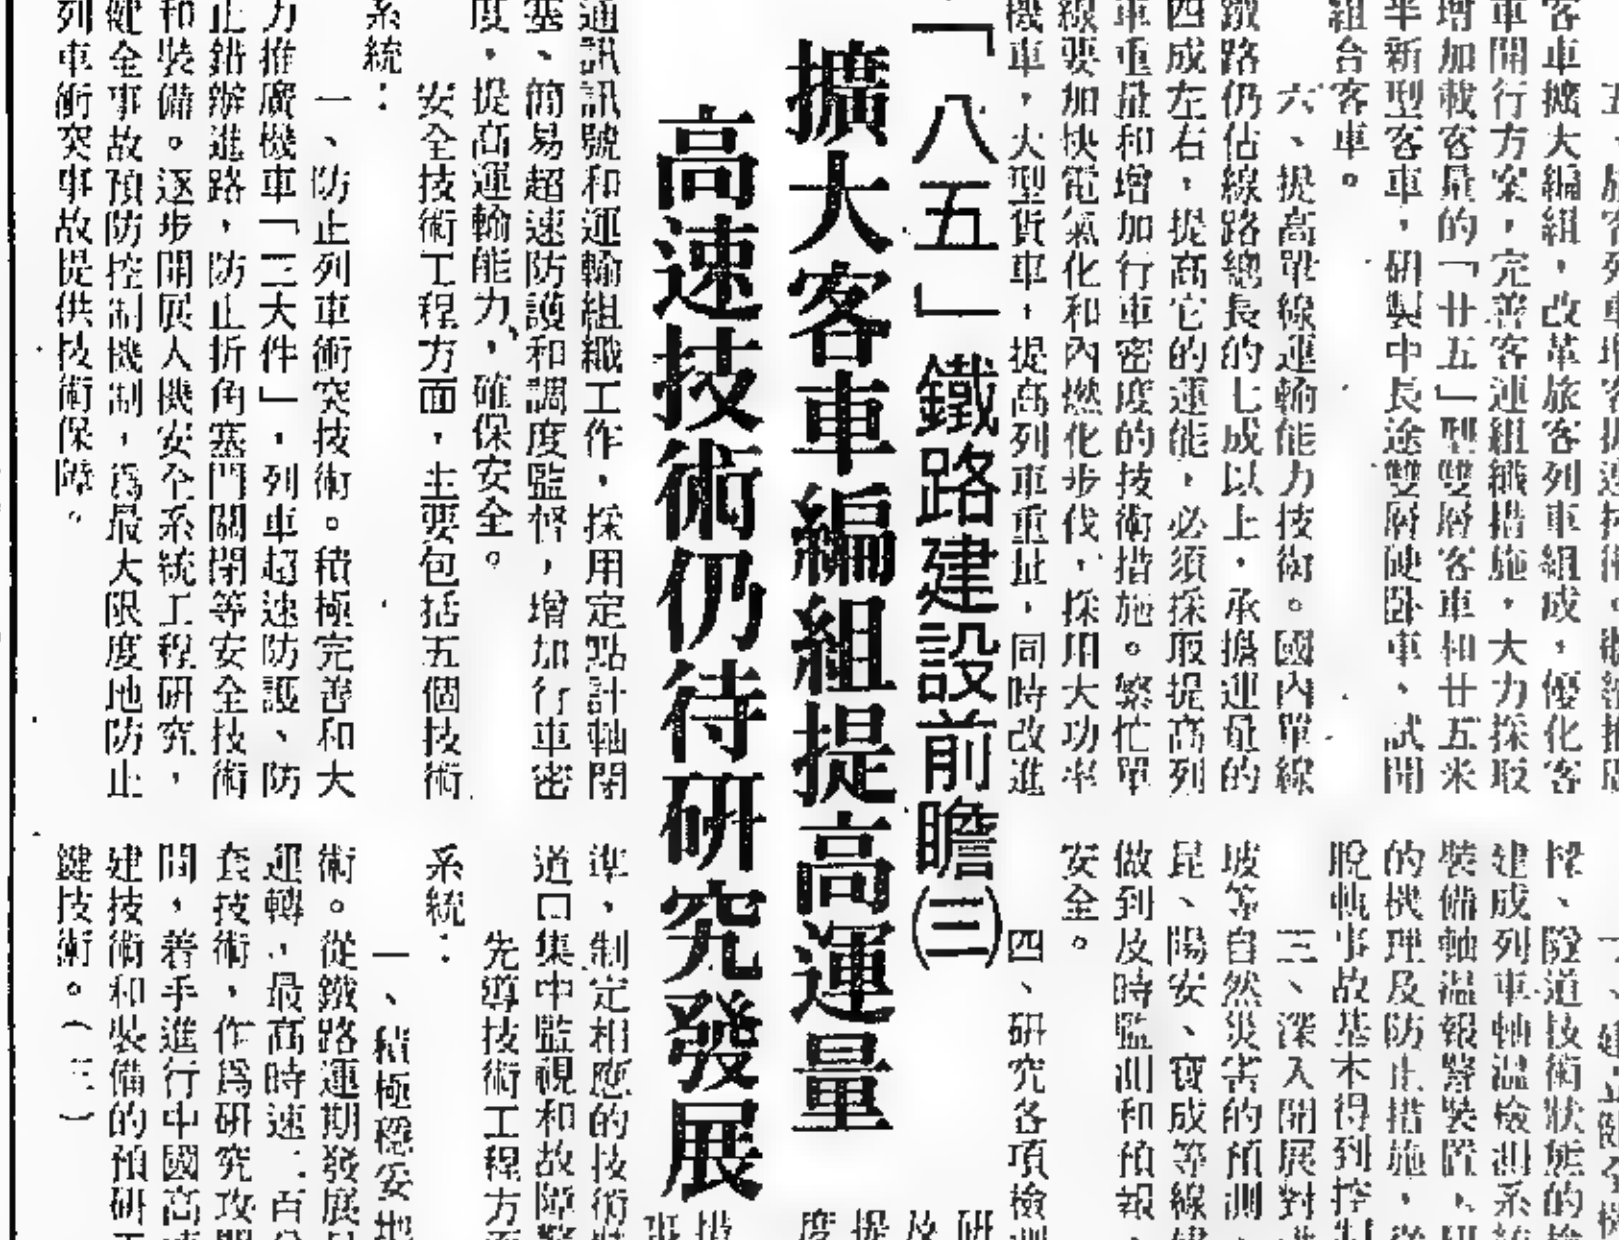 「八五」鐵路建設前瞻㈢
擴大客車編組提高運量
高速技術仍待研究發展
客車擴大編組，改革旅客列車組成，優化客
車開行方案，完善客運組織措施，大力採取
增加載客量的「廿五」型雙層客車和廿五米
半新型客車，研製中長途雙層硬卧車、試開
組合客車。
六、提高單線運輸能力技術。國內單線
鐵路仍佔線路總長的七成以上，承擔運量的
四成左右，提高它的運能，必須採取提高列
車重量和增加行車密度的技術措施。繁忙單
線要加快電氣化和內燃化步伐，採用大功率
機車，大型貨車，提高列車重量，同時改進
通訊訊號和運輸組織工作，採用定點計軸閉
塞、簡易超速防護和調度監督，增加行車密
度，提高運輸能力，確保安全。
安全技術工程方面，主要包括五個技術
系統：
一、防止列車衝突技術。積極完善和大
力推廣機車「三大件」，列車超速防護、防
止錯辦進路，防止折角塞門關閉等安全技術
和裝備。逐步開展人機安全系統工程研究，
健全事故預防控制機制，為最大限度地防止
列車衝突事故提供技術保障。
樑、隧道技術狀態的檢
建成列車軸溫檢測系統
裝備軸溫報警裝置，研
的機理及防止措施，從
脫軌事故基本得到控制
三、深入開展對
坡等自然災害的預測
昆、陽安、寶成等線
做到及時監測和預報
安全。
四、研究各項檢測
準，制定相應的技術
道口集中監視和故障
先導技術工程方
系統：
一、積極穩妥地
術。從鐵路運期發展
運轉，最高時速二百公
套技術，作為研究攻關
間，着手進行中國高速
建技術和裝備的預研
鍵技術。（三）